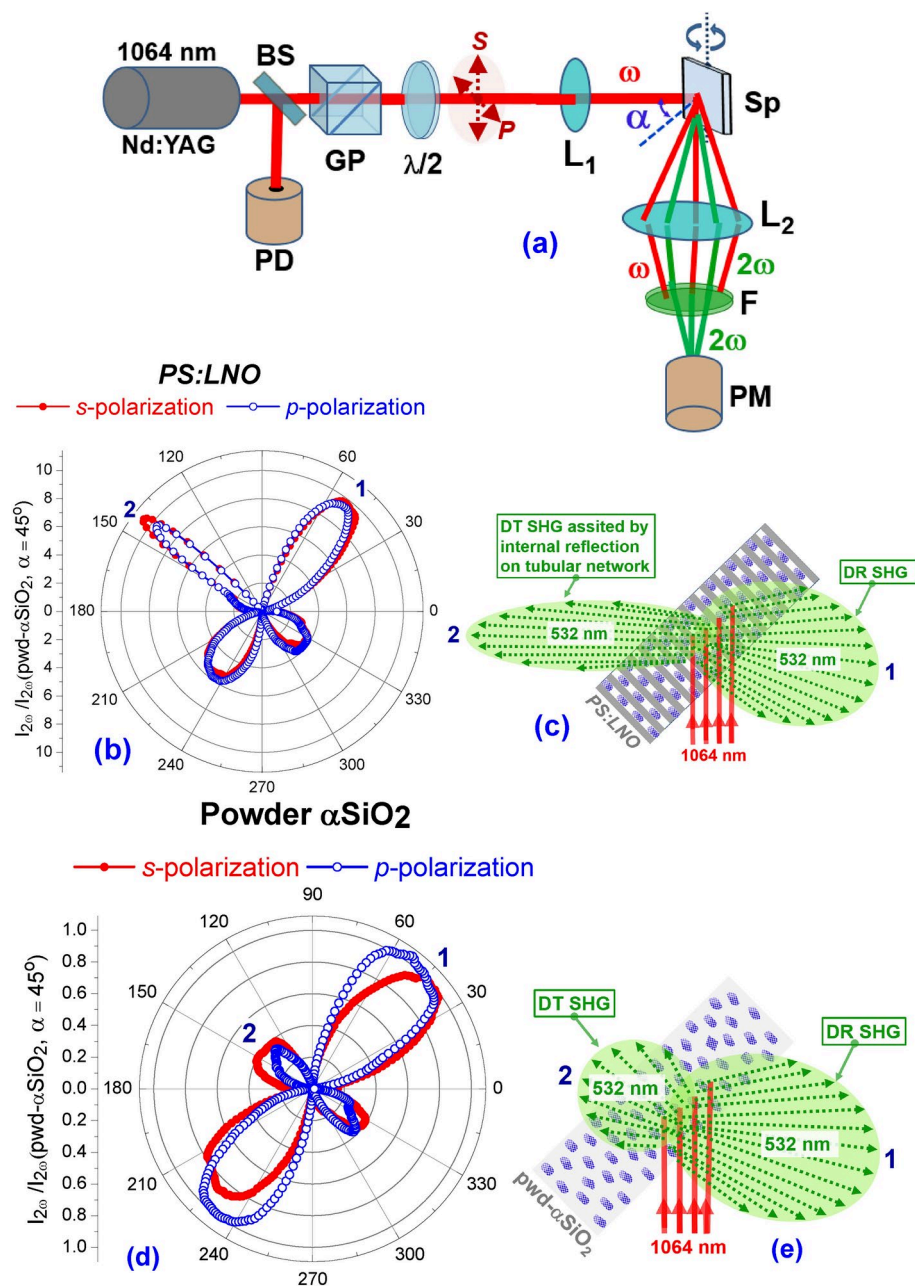 1064 nm
BS
S
ω
Sp
α
P
Nd:YAG
GP
λ/2
L1
PD
L2
(a)
ω
2ω
F
2ω
PM
PS:LNO
s-polarization
p-polarization
I2ω /I2ω(pwd-αSiO2, α = 45o)
10
8
6
4
2
0
2
4
6
8
10
120
60
150
30
180
0
210
330
240
300
270
2
1
(b)
DT SHG assited by
internal reflection
on tubular network
DR SHG
2
532 nm
532 nm
1
PS:LNO
(c)
1064 nm
Powder αSiO2
s-polarization
p-polarization
I2ω /I2ω(pwd-αSiO2, α = 45o)
1.0
0.8
0.6
0.4
0.2
0.0
0.2
0.4
0.6
0.8
1.0
90
120
60
150
30
180
0
210
330
240
300
270
1
2
(d)
DT SHG
DR SHG
2
532 nm
532 nm
1
pwd-αSiO2
1064 nm
(e)